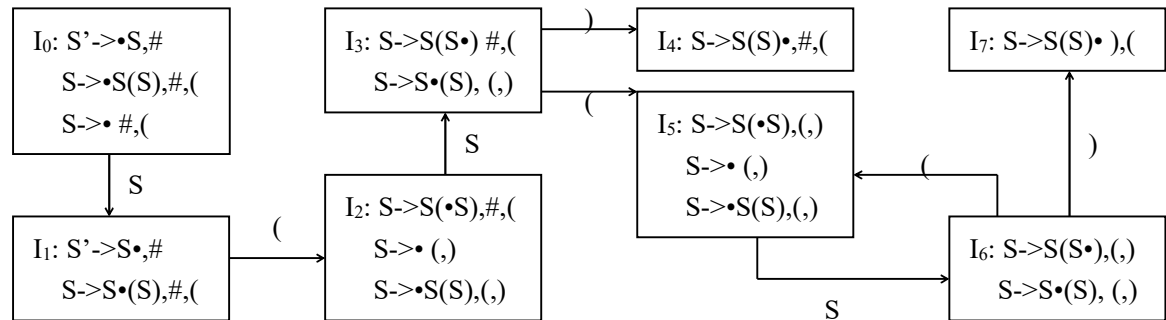 I₀: S’->•S,#
S->•S(S),#,(
S->• #,(
S
I₁: S’->S•,#
S->S•(S),#,(
(
I₂: S->S(•S),#,(
S->• (,)
S->•S(S),(,)
S
I₃: S->S(S•) #,(
S->S•(S), (,)
)
(
I₄: S->S(S)•,#,(
I₅: S->S(•S),(,)
S->• (,)
S->•S(S),(,)
S
(
I₆: S->S(S•),(,)
S->S•(S), (,)
)
I₇: S->S(S)• ),(